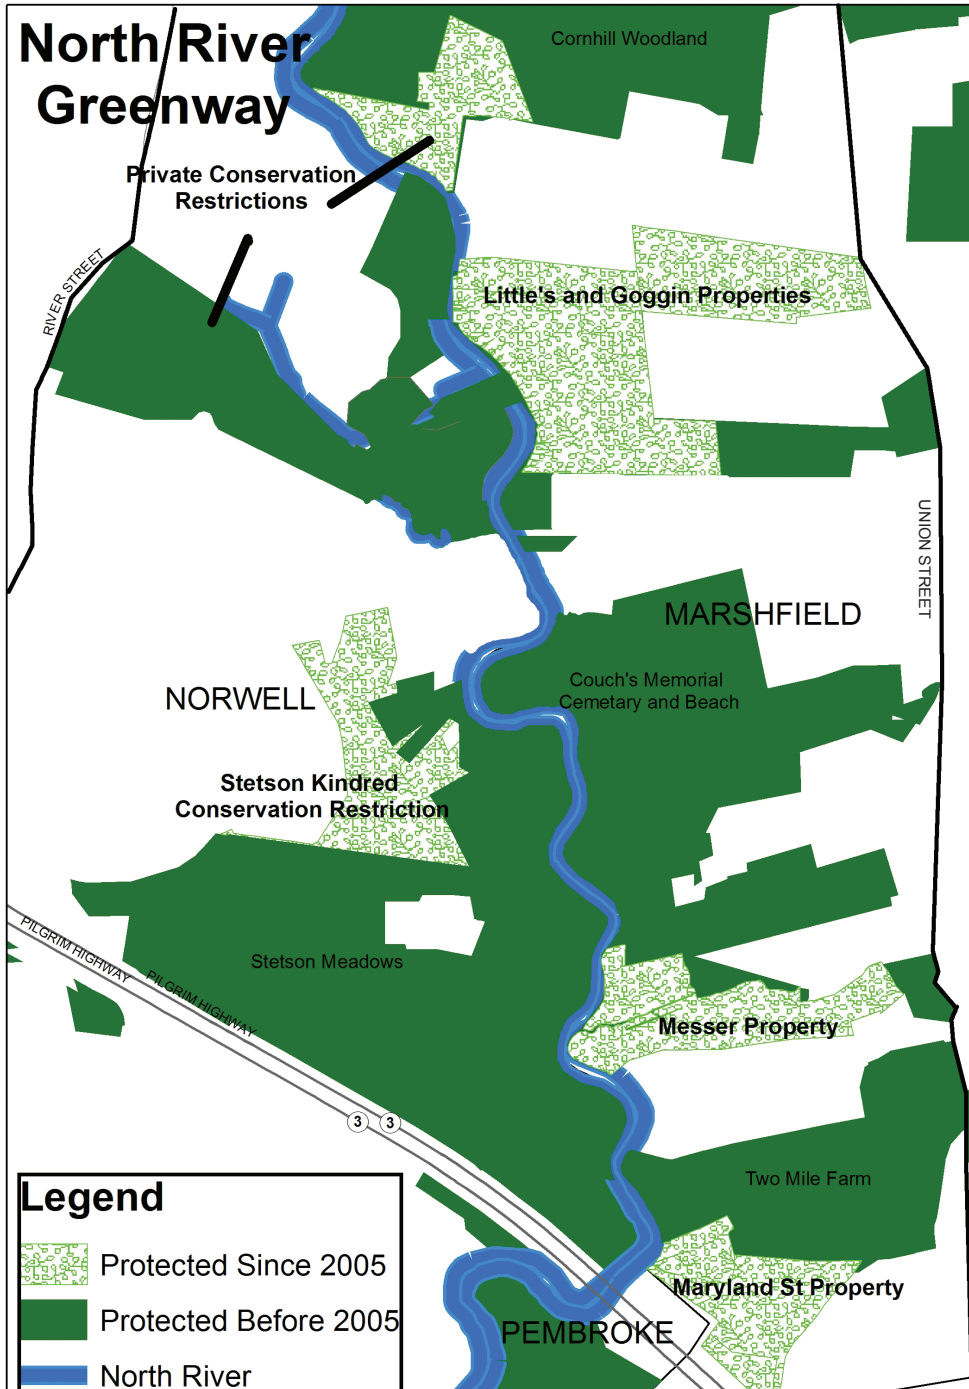 North River
Greenway
Cornhill Woodland
Private Conservation
Restrictions
RIVER STREET
Little's and Goggin Properties
UNION STREET
MARSHFIELD
Couch's Memorial
Cemetary and Beach
NORWELL
Stetson Kindred
Conservation Restriction
PILGRIM HIGHWAY
PILGRIM HIGHWAY
Stetson Meadows
Messer Property
3
3
Two Mile Farm
Maryland St Property
PEMBROKE
Legend
Protected Since 2005
Protected Before 2005
North River